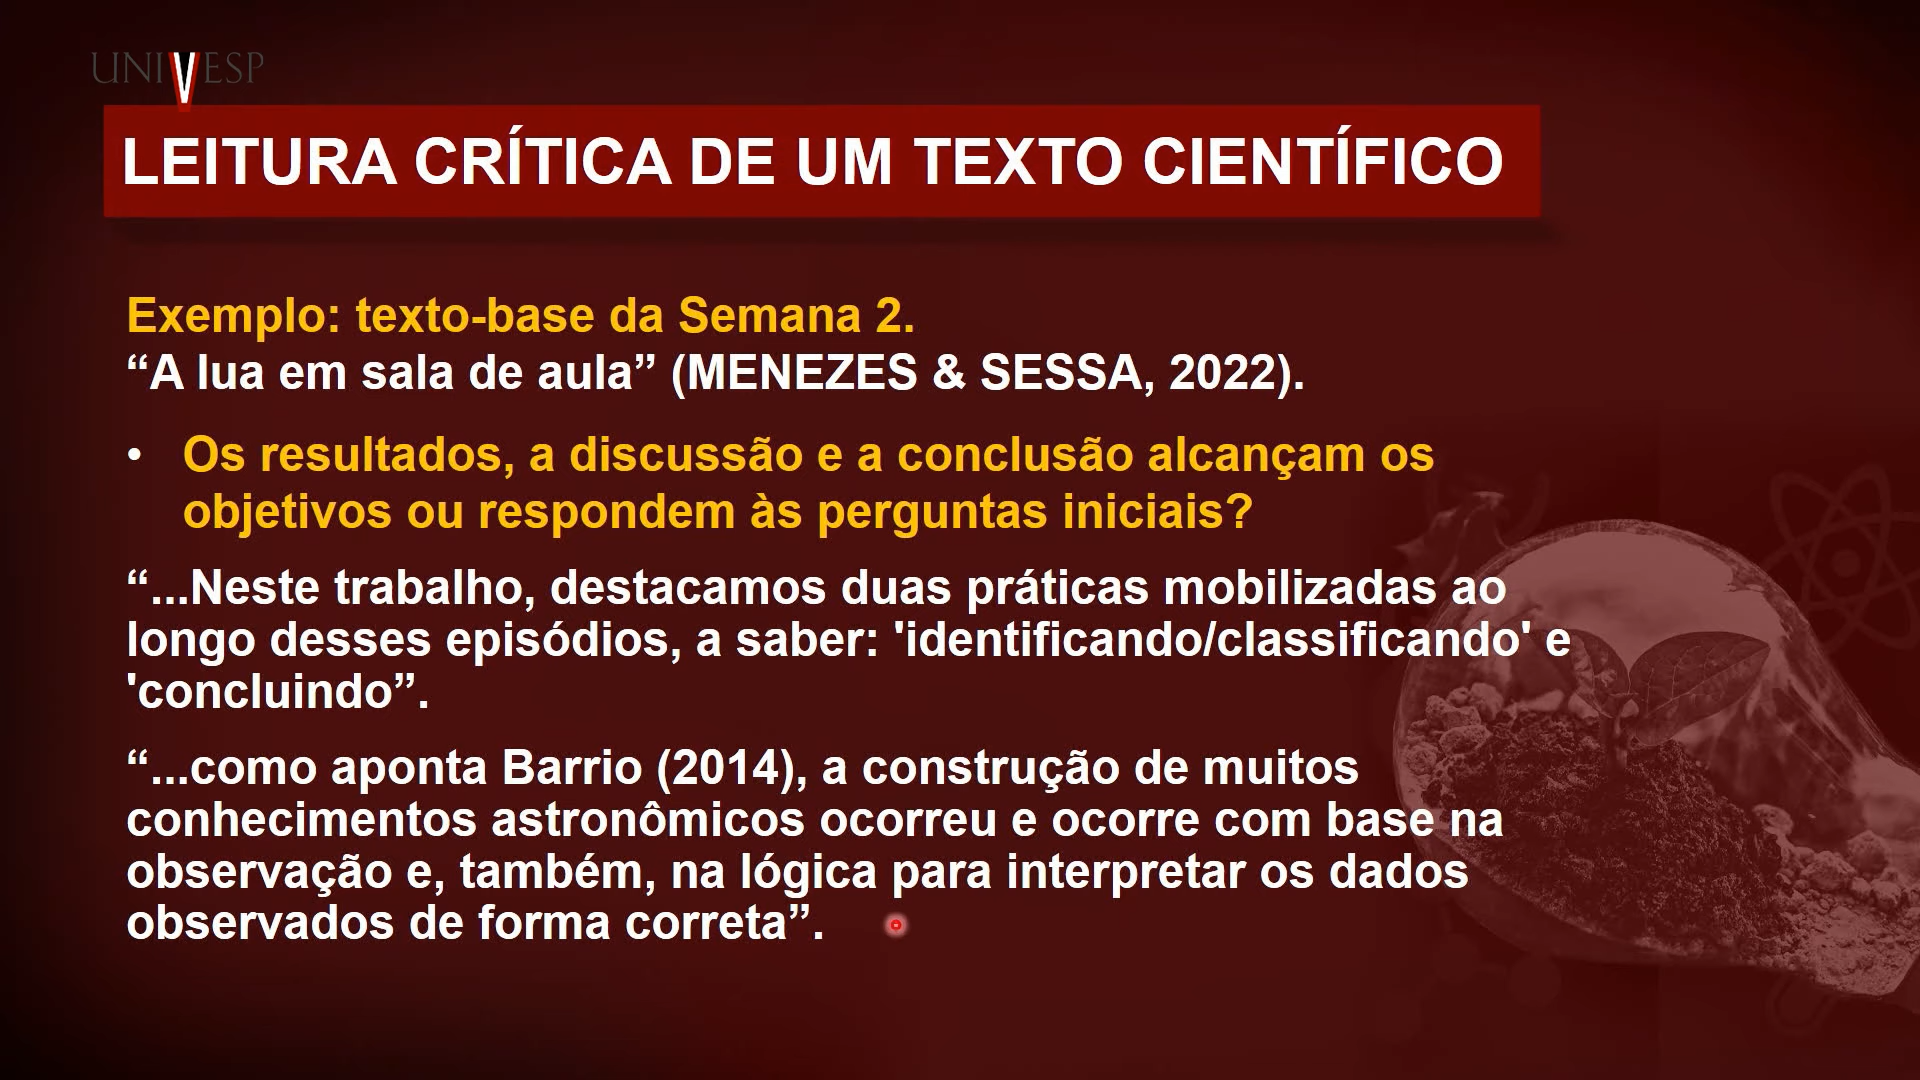 UNIVESP
LEITURA CRÍTICA DE UM TEXTO CIENTÍFICO
Exemplo: texto-base da Semana 2.
“A lua em sala de aula” (MENEZES & SESSA, 2022).
• Os resultados, a discussão e a conclusão alcançam os
objetivos ou respondem às perguntas iniciais?
“...Neste trabalho, destacamos duas práticas mobilizadas ao
longo desses episódios, a saber: 'identificando/classificando' e
'concluindo”.
“...como aponta Barrio (2014), a construção de muitos
conhecimentos astronômicos ocorreu e ocorre com base na
observação e, também, na lógica para interpretar os dados
observados de forma correta”.